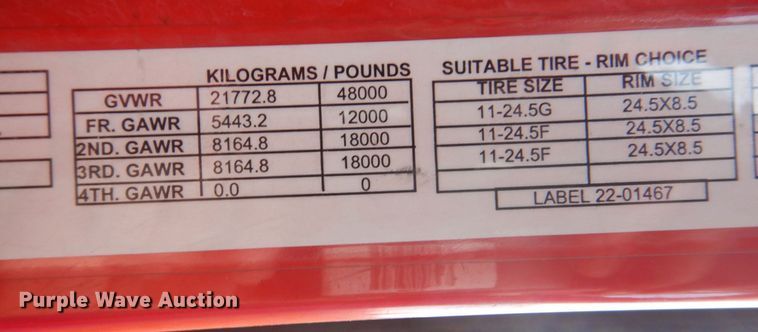 KILOGRAMS / POUNDS
GVWR 21772.8 48000
FR. GAWR 5443.2 12000
2ND. GAWR 8164.8 18000
3RD. GAWR 8164.8 18000
4TH. GAWR 0.0 0
SUITABLE TIRE - RIM CHOICE
TIRE SIZE RIM SIZE
11-24.5G 24.5X8.5
11-24.5F 24.5X8.5
11-24.5F 24.5X8.5
LABEL 22-01467
Purple Wave Auction